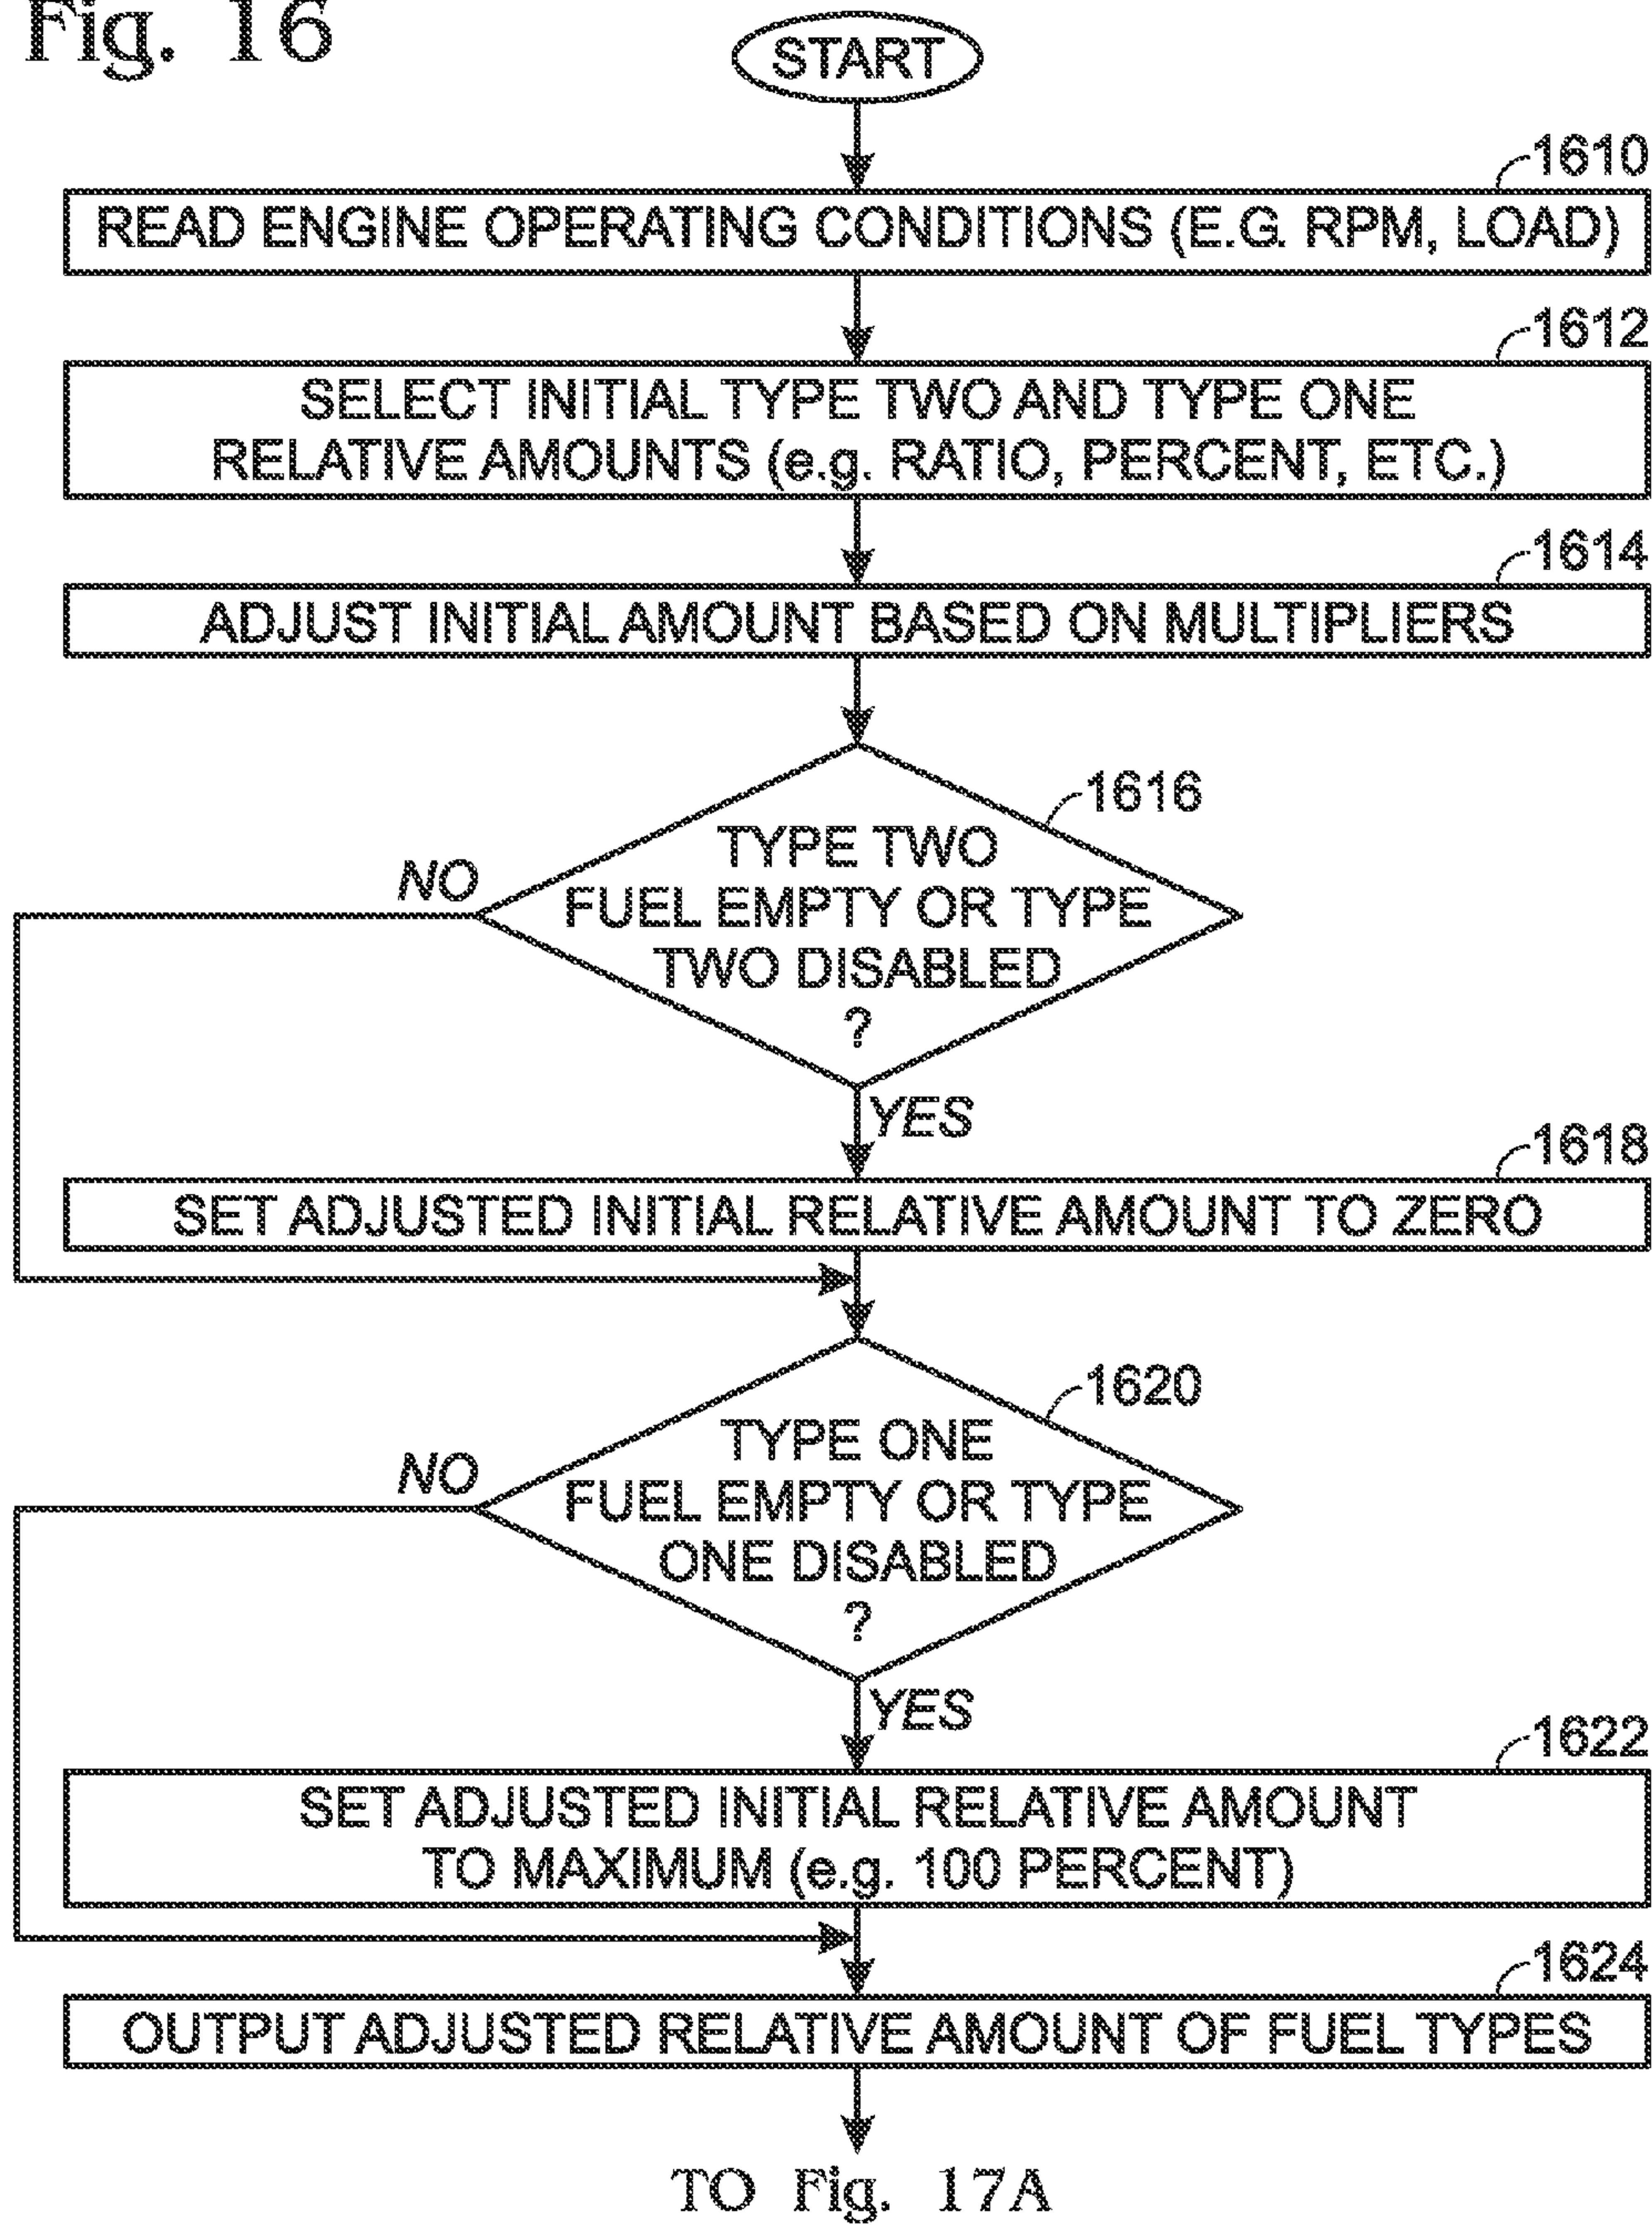 Fig. 16
START
1610
READ ENGINE OPERATING CONDITIONS (E.G. RPM, LOAD)
1612
SELECT INITIAL TYPE TWO AND TYPE ONE
RELATIVE AMOUNTS (e.g. RATIO, PERCENT, ETC.)
1614
ADJUST INITIAL AMOUNT BASED ON MULTIPLIERS
1616
TYPE TWO
FUEL EMPTY OR TYPE
TWO DISABLED
?
NO
YES
1618
SET ADJUSTED INITIAL RELATIVE AMOUNT TO ZERO
1620
TYPE ONE
FUEL EMPTY OR TYPE
ONE DISABLED
?
NO
YES
1622
SET ADJUSTED INITIAL RELATIVE AMOUNT
TO MAXIMUM (e.g. 100 PERCENT)
1624
OUTPUT ADJUSTED RELATIVE AMOUNT OF FUEL TYPES
TO Fig. 17A